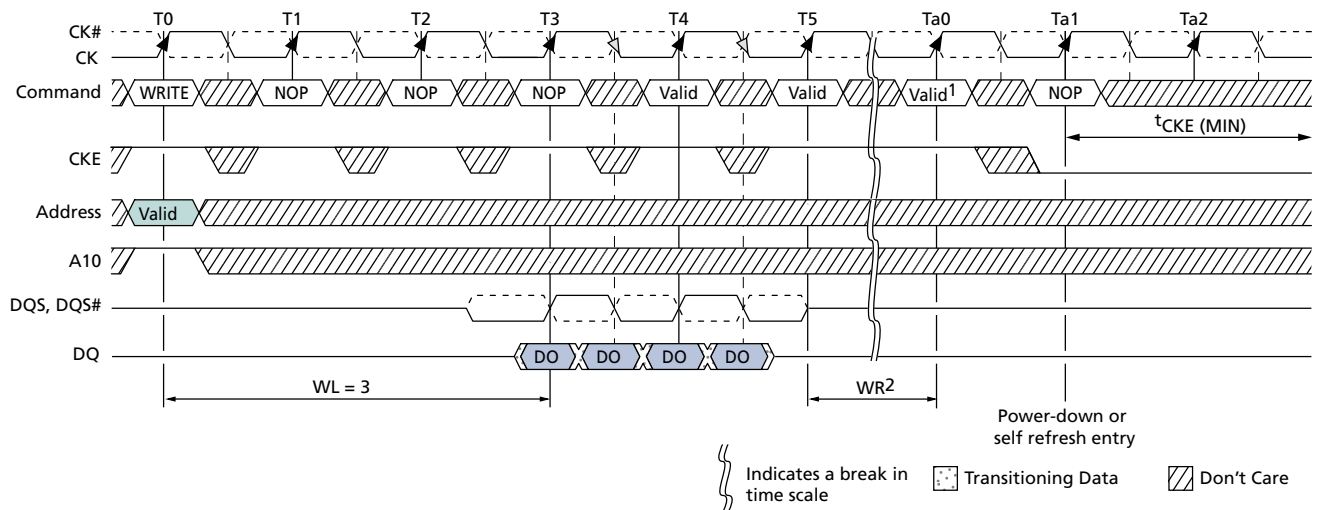 T0 T1 T2 T3 T4 T5 Ta0 Ta1 Ta2
CK#
CK
Command WRITE NOP NOP NOP Valid Valid Valid1 NOP
tCKE (MIN)
CKE
Address Valid
A10
DQS, DQS#
DQ DO DO DO DO
WL = 3 WR2
Power-down or
self refresh entry
Indicates a break in
time scale
Transitioning Data
Don't Care